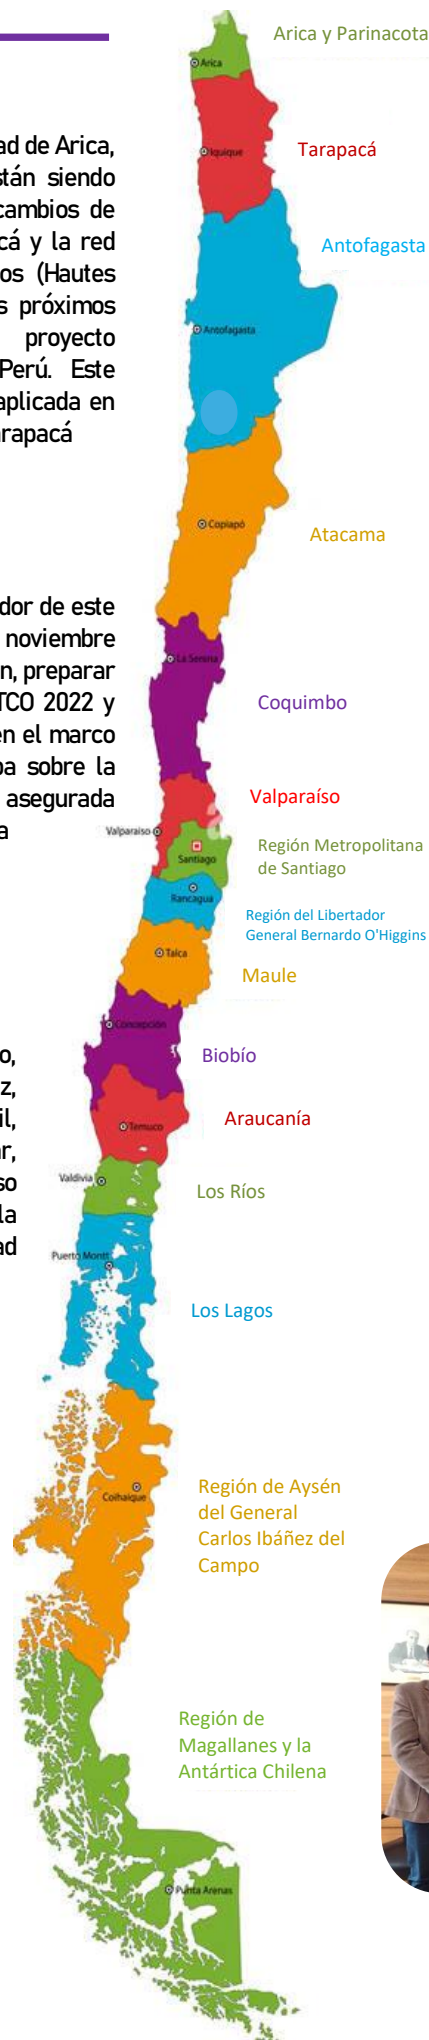 Arica y Parinacota
Arica
ad de Arica,
Iquique
Tarapacá
stán siendo
cambios de
cá y la red
Antofagasta
os (Hautes
s próximos
proyecto
Antofagasta
Perú. Este
aplicada en
arapacá
Copiapó
Atacama
dor de este
noviembre
n, preparar
TCO 2022 y
en el marco
pa sobre la
asegurada
a
La Serena
Coquimbo
Valparaíso
Valparaiso
Santiago
Región Metropolitana
de Santiago
Rancagua
Región del Libertador
General Bernardo O'Higgins
Talca
Maule
Concepción
Biobío
o,
z,
il,
ar,
so
la
ad
Temuco
Araucanía
Valdivia
Los Ríos
Puerto Montt
Los Lagos
Coihaique
Región de Aysén
del General
Carlos Ibáñez del
Campo
Región de
Magallanes y la
Antártica Chilena
Punta Arenas